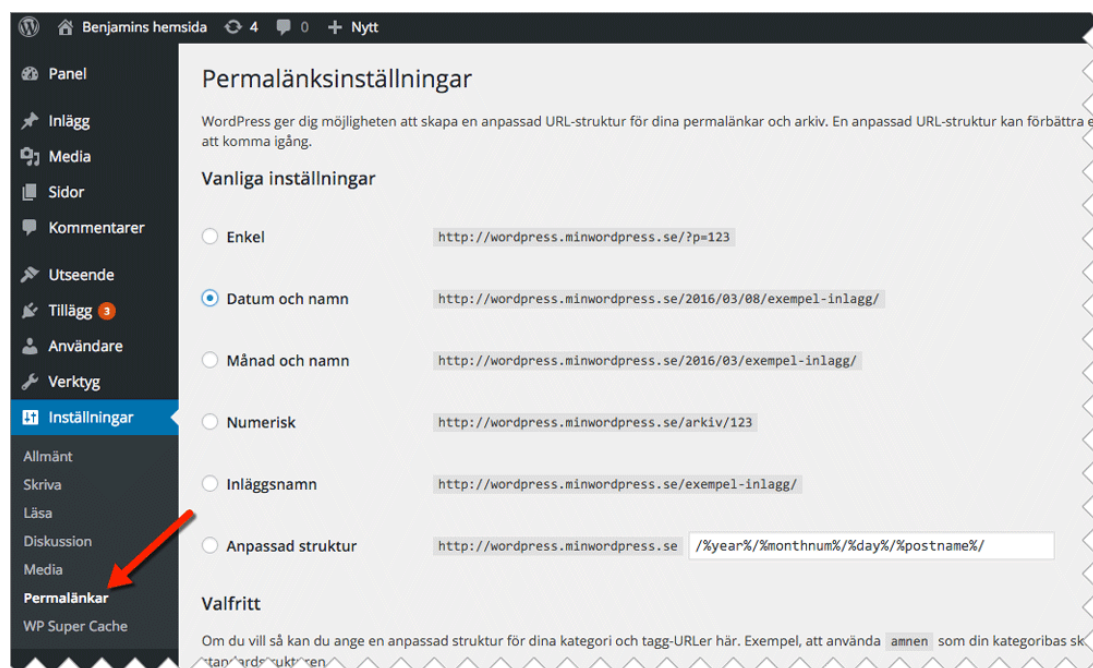 Benjamins hemsida 4 0 + Nytt
Panel
Inlägg
Media
Sidor
Kommentarer
Utseende
Tillägg 3
Användare
Verktyg
Inställningar
Allmänt
Skriva
Läsa
Diskussion
Media
Permalänkar
WP Super Cache
Permalänksinställningar
WordPress ger dig möjligheten att skapa en anpassad URL-struktur för dina permalänkar och arkiv. En anpassad URL-struktur kan förbättra
att komma igång.
Vanliga inställningar
Enkel http://wordpress.minwordpress.se/?p=123
Datum och namn http://wordpress.minwordpress.se/2016/03/08/exempel-inlagg/
Månad och namn http://wordpress.minwordpress.se/2016/03/exempel-inlagg/
Numerisk http://wordpress.minwordpress.se/arkiv/123
Inläggsnamn http://wordpress.minwordpress.se/exempel-inlagg/
Anpassad struktur http://wordpress.minwordpress.se /%year%/%monthnum%/%day%/%postname%/
Valfritt
Om du vill så kan du ange en anpassad struktur för dina kategori och tagg-URLer här. Exempel, att använda amnen som din kategoribas
standardstrukturen